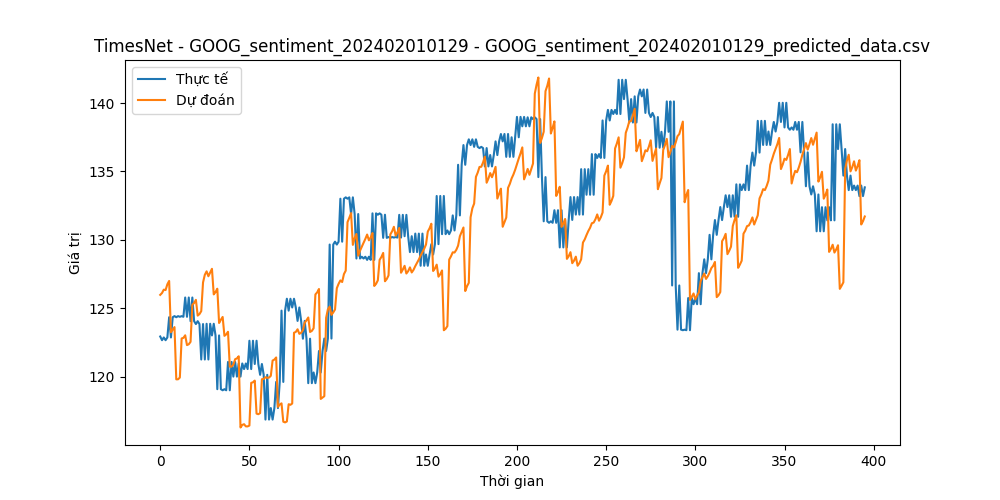 TimesNet - GOOG_sentiment_202402010129 - GOOG_sentiment_202402010129_predicted_data.csv
Thực tế
Dự đoán
Giá trị
140
135
130
125
120
0 50 100 150 200 250 300 350 400
Thời gian